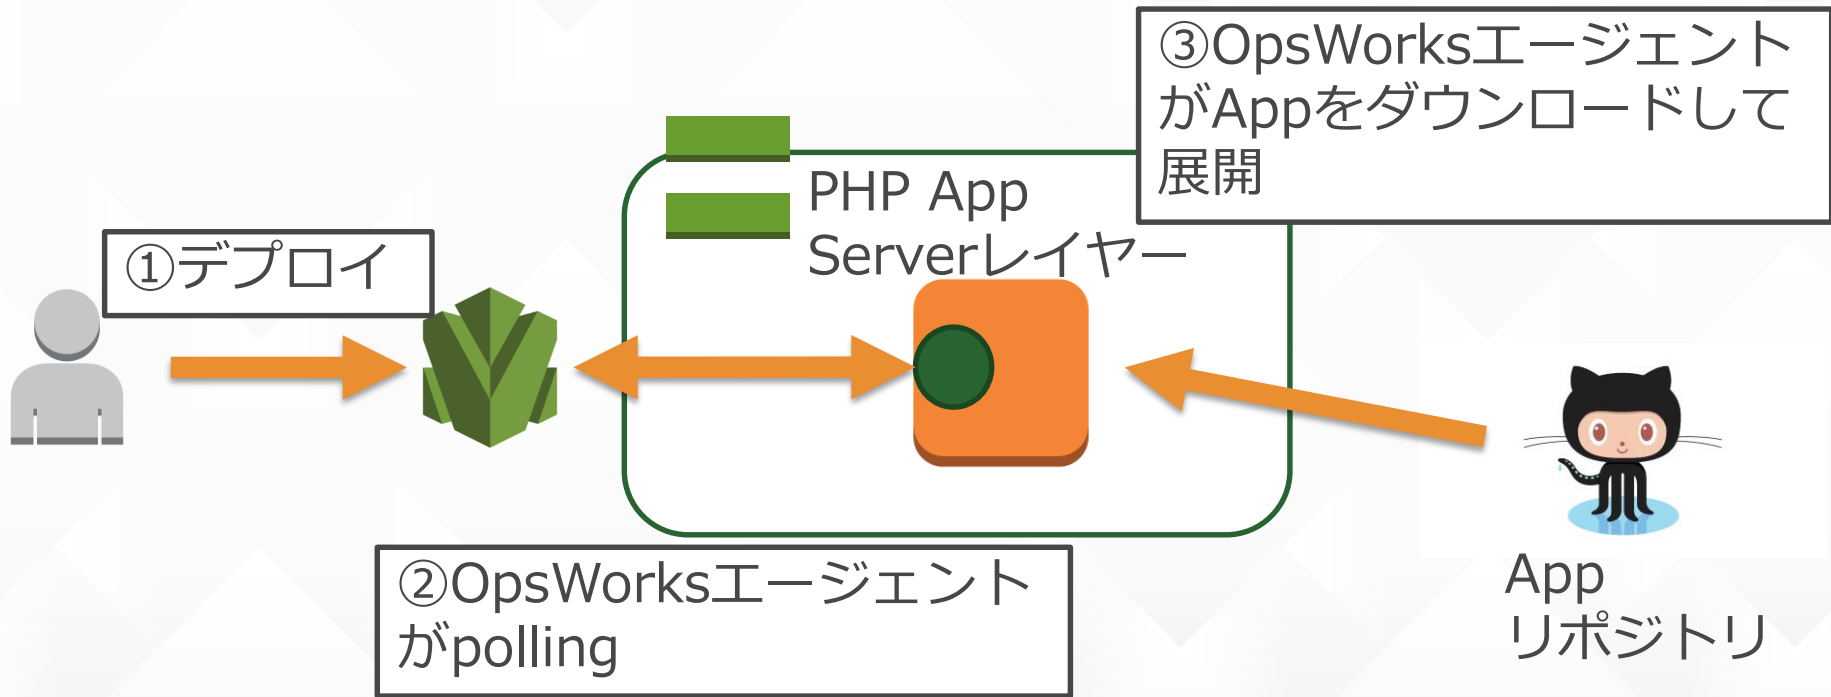 ①デプロイ
PHP App
Serverレイヤー
②OpsWorksエージェント
がpolling
③OpsWorksエージェント
がAppをダウンロードして
展開
App
リポジトリ